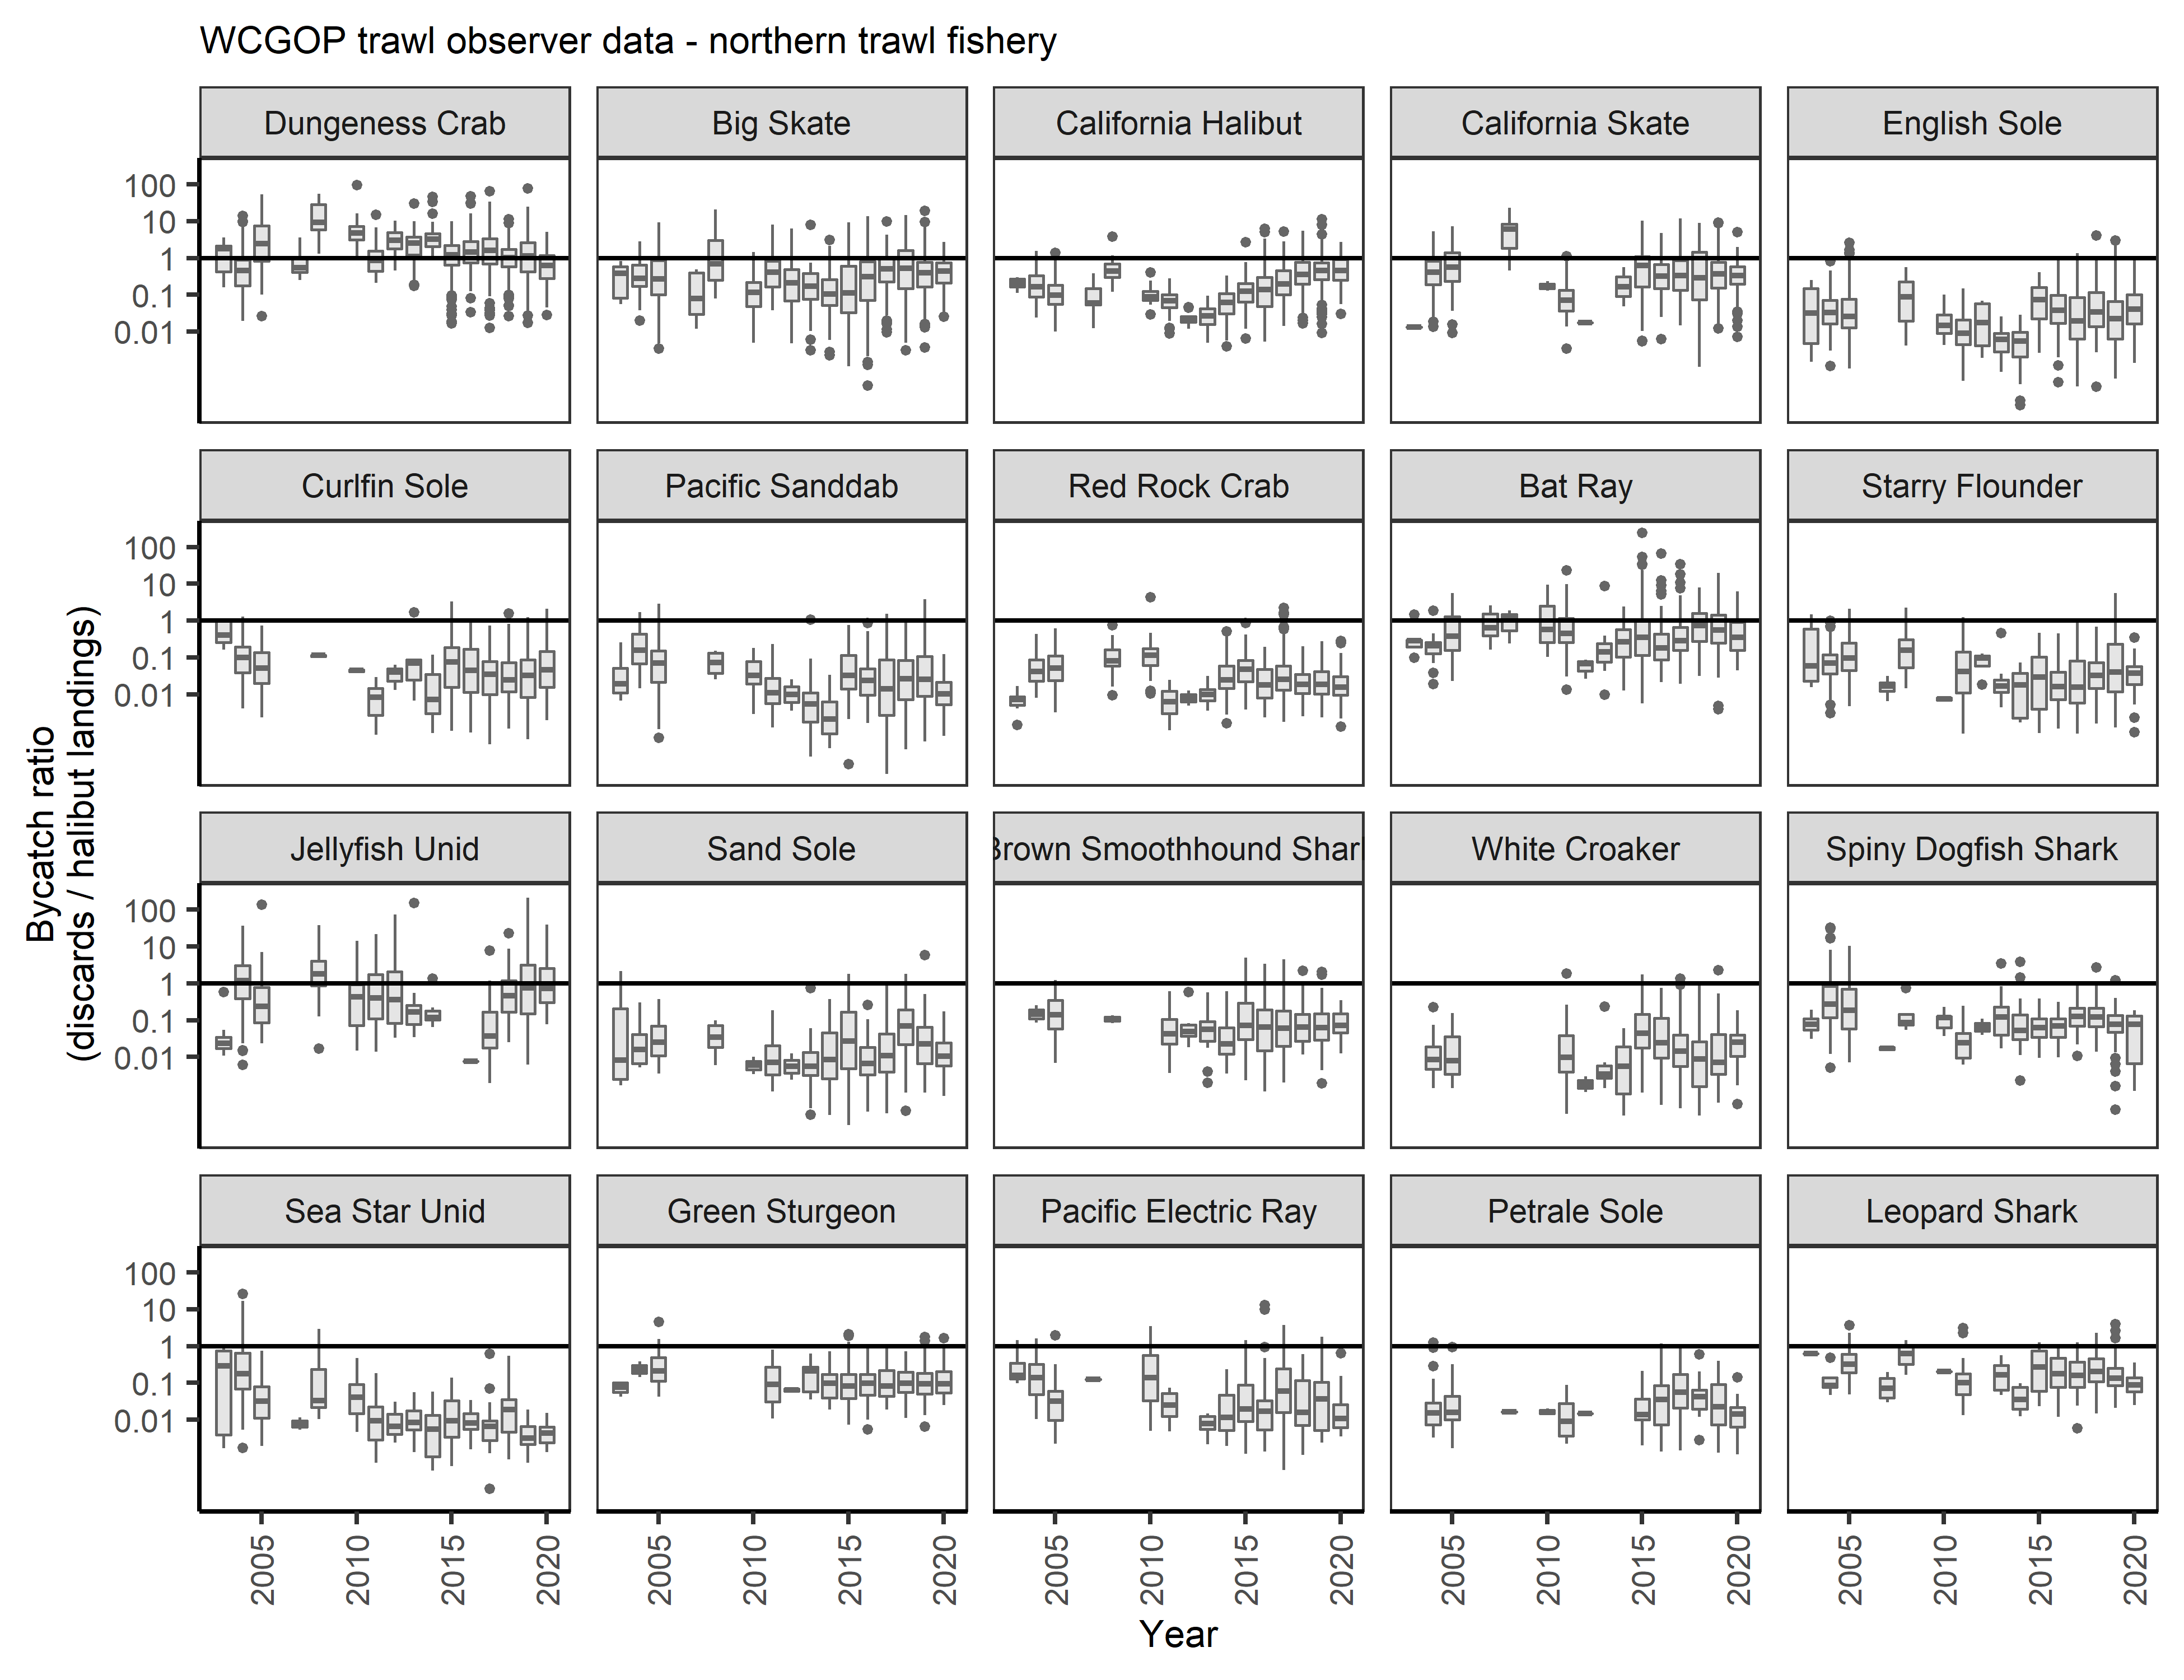 WCGOP trawl observer data - northern trawl fishery
Dungeness Crab
Big Skate
California Halibut
California Skate
English Sole
100
10
1
0.1
0.01
Curlfin Sole
Pacific Sanddab
Red Rock Crab
Bat Ray
Starry Flounder
100
10
1
0.1
0.01
Bycatch ratio
(discards / halibut landings)
Jellyfish Unid
Sand Sole
Brown Smoothhound Shark
White Croaker
Spiny Dogfish Shark
100
10
1
0.1
0.01
Sea Star Unid
Green Sturgeon
Pacific Electric Ray
Petrale Sole
Leopard Shark
100
10
1
0.1
0.01
2005 2010 2015 2020
2005 2010 2015 2020
2005 2010 2015 2020
2005 2010 2015 2020
2005 2010 2015 2020
Year